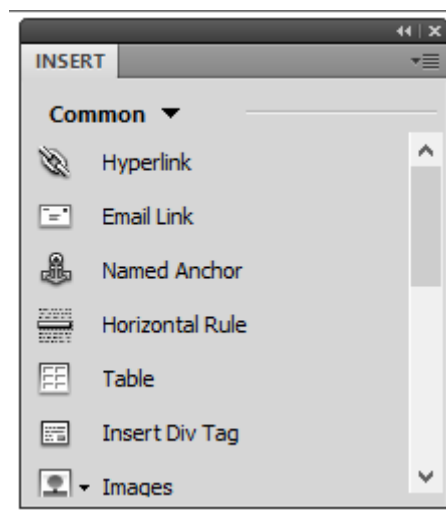 INSERT
Common
Hyperlink
Email Link
Named Anchor
Horizontal Rule
Table
Insert Div Tag
Images